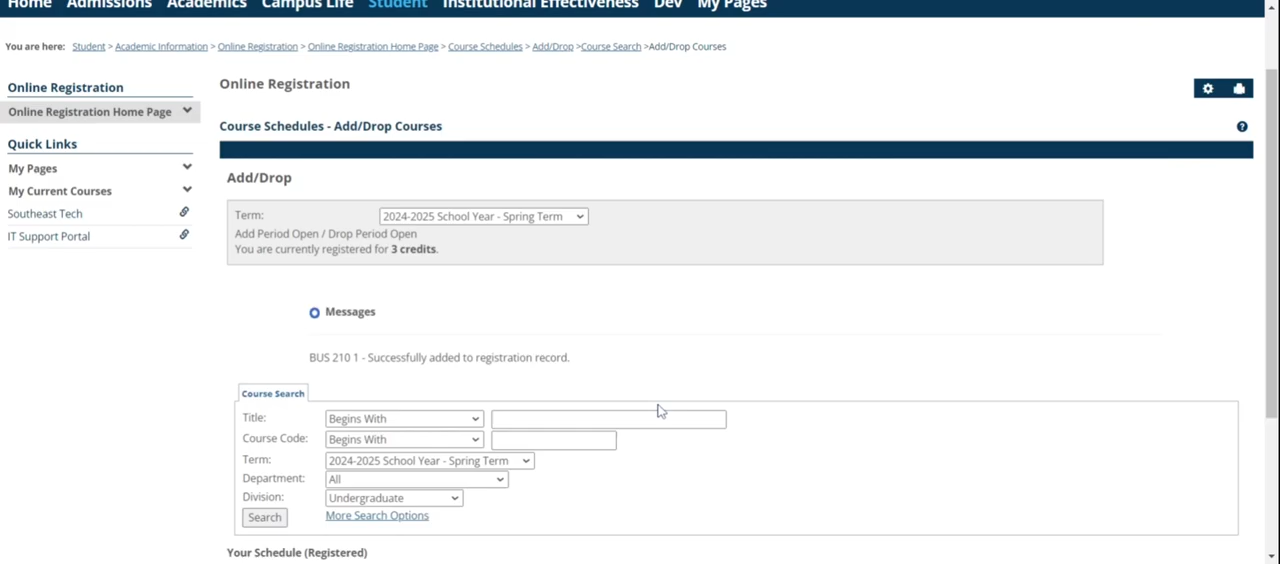 Home Admissions Academics Campus Life Student Institutional Effectiveness Dev My Pages
You are here: Student > Academic Information > Online Registration > Online Registration Home Page > Course Schedules > Add/Drop >Course Search >Add/Drop Courses
Online Registration
Online Registration Home Page
Quick Links
My Pages
My Current Courses
Southeast Tech
IT Support Portal
Online Registration
Course Schedules - Add/Drop Courses
?
Add/Drop
Term: 2024-2025 School Year - Spring Term
Add Period Open / Drop Period Open
You are currently registered for 3 credits.
Messages
BUS 210 1 - Successfully added to registration record.
Course Search
Title: Begins With
Course Code: Begins With
Term: 2024-2025 School Year - Spring Term
Department: All
Division: Undergraduate
Search More Search Options
Your Schedule (Registered)